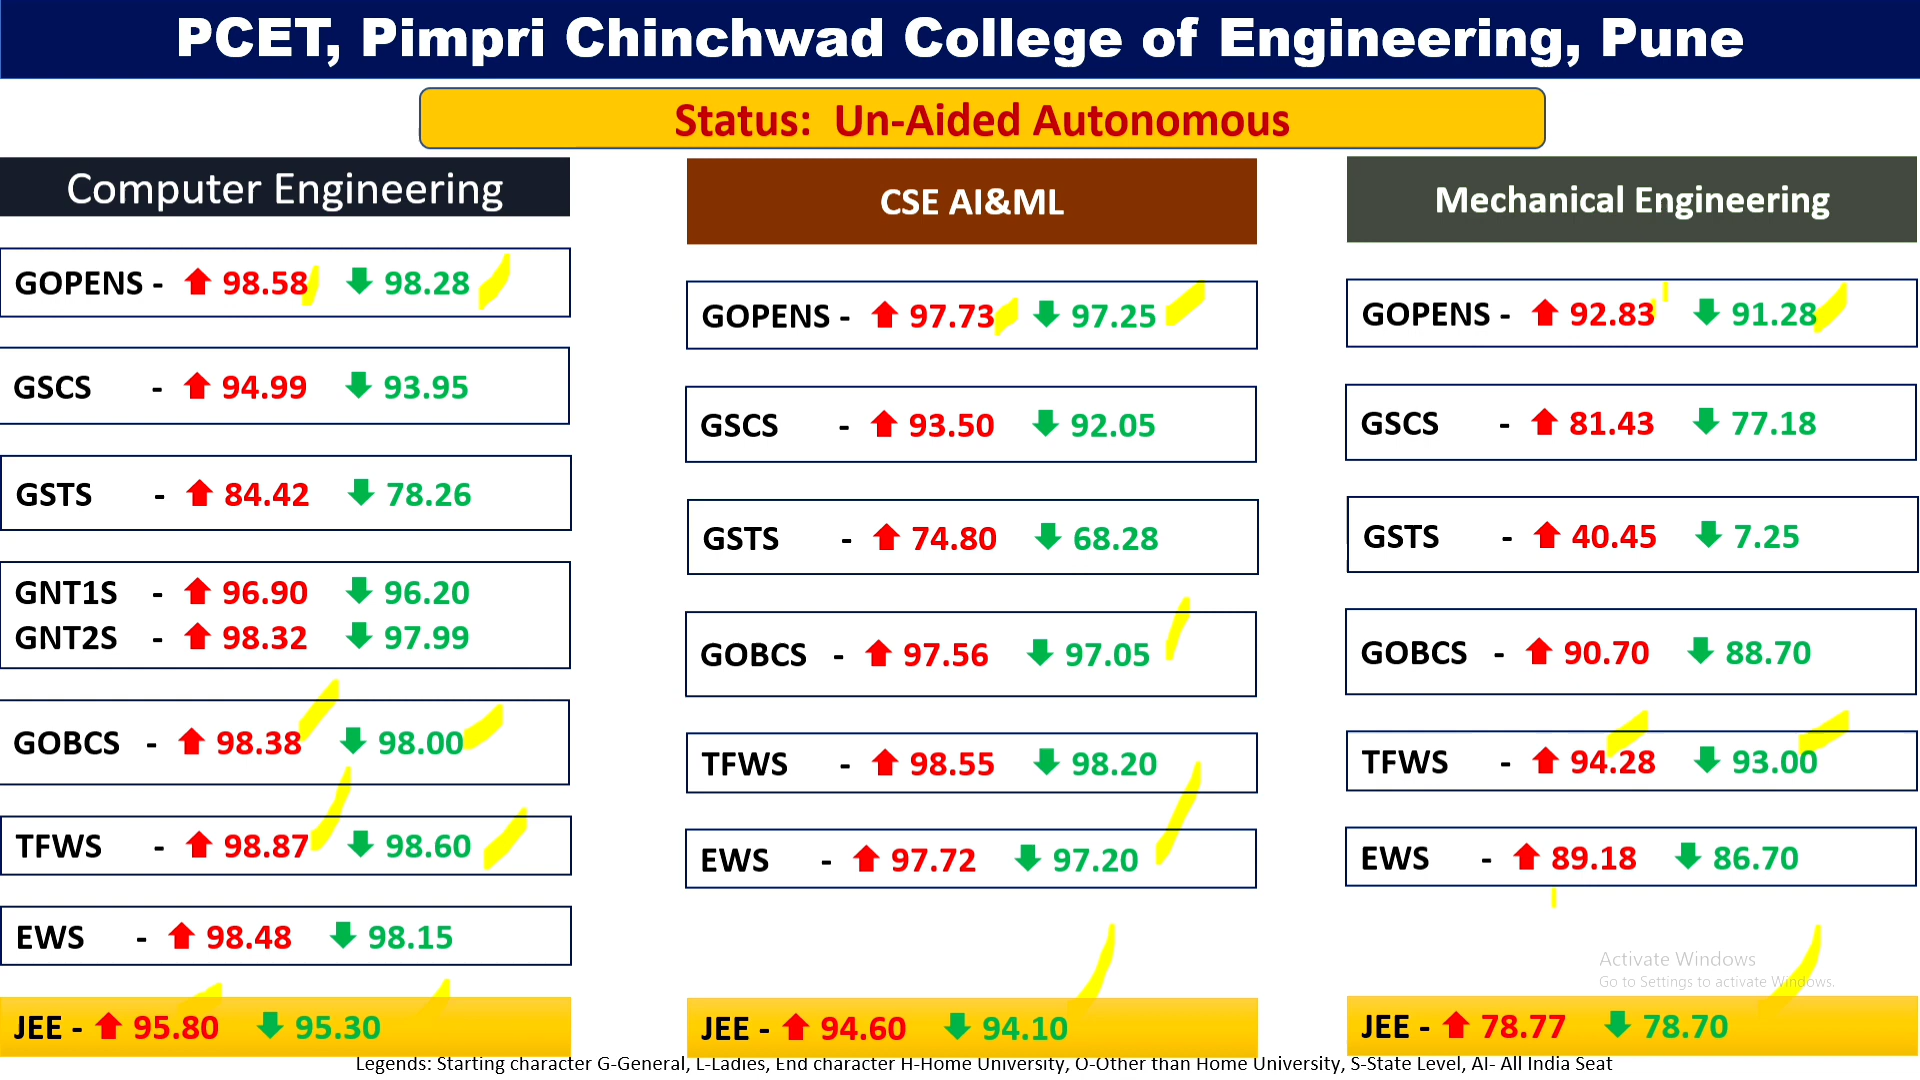 PCET, Pimpri Chinchwad College of Engineering, Pune
Status: Un-Aided Autonomous
Computer Engineering
GOPENS - 98.58 98.28
GSCS - 94.99 93.95
GSTS - 84.42 78.26
GNT1S - 96.90 96.20
GNT2S - 98.32 97.99
GOBCS - 98.38 98.00
TFWS - 98.87 98.60
EWS - 98.48 98.15
JEE - 95.80 95.30
CSE AI&ML
GOPENS - 97.73 97.25
GSCS - 93.50 92.05
GSTS - 74.80 68.28
GOBCS - 97.56 97.05
TFWS - 98.55 98.20
EWS - 97.72 97.20
JEE - 94.60 94.10
Mechanical Engineering
GOPENS - 92.83 91.28
GSCS - 81.43 77.18
GSTS - 40.45 7.25
GOBCS - 90.70 88.70
TFWS - 94.28 93.00
EWS - 89.18 86.70
Activate Windows
Go to Settings to activate Windows.
JEE - 78.77 78.70
Legends: Starting character G-General, L-Ladies, End character H-Home University, O-Other than Home University, S-State Level, AI- All India Seat